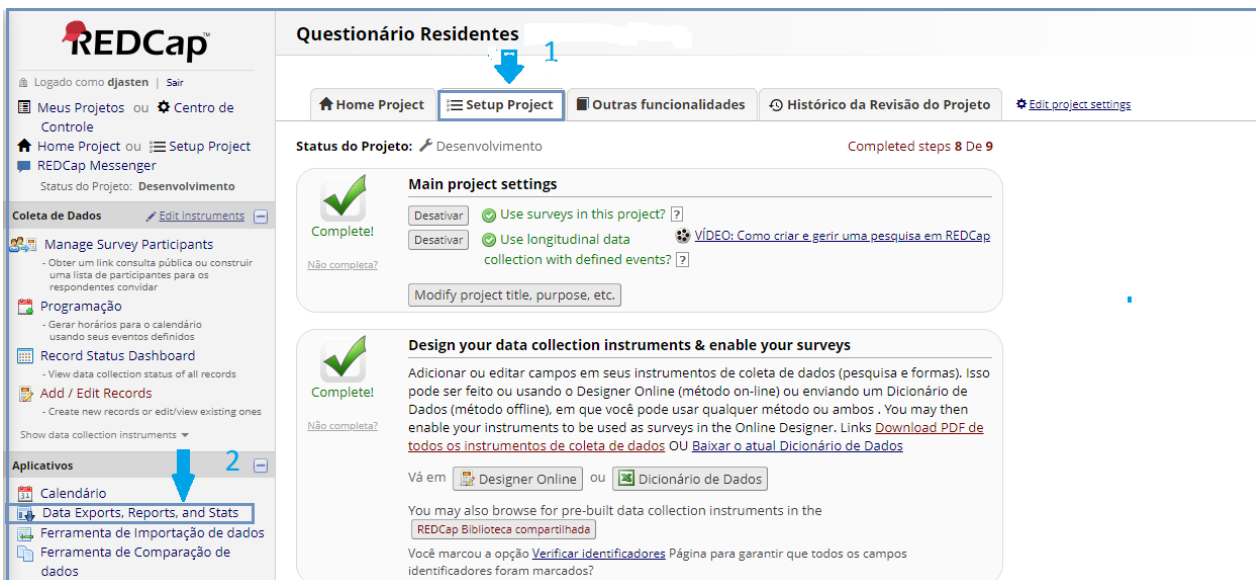 REDCap
Logado como djasten | Sair
Meus Projetos ou Centro de
Controle
Home Project ou Setup Project
REDCap Messenger
Status do Projeto: Desenvolvimento
Coleta de Dados Edit instruments
Manage Survey Participants
- Obter um link consulta pública ou construir
uma lista de participantes para os
respondentes convidar
Programação
- Gerar horários para o calendário
usando seus eventos definidos
Record Status Dashboard
- View data collection status of all records
Add / Edit Records
- Create new records or edit/view existing ones
Show data collection instruments
Aplicativos 2
Calendário
Data Exports, Reports, and Stats
Ferramenta de Importação de dados
Ferramenta de Comparação de
dados
Questionário Residentes
1
Home Project Setup Project Outras funcionalidades Histórico da Revisão do Projeto Edit project settings
Status do Projeto: Desenvolvimento Completed steps 8 De 9
Complete!
Não completa?
Main project settings
Desativar Use surveys in this project? ?
Desativar Use longitudinal data
collection with defined events? ?
VÍDEO: Como criar e gerir uma pesquisa em REDCap
Modify project title, purpose, etc.
Complete!
Não completa?
Design your data collection instruments & enable your surveys
Adicionar ou editar campos em seus instrumentos de coleta de dados (pesquisa e formas). Isso
pode ser feito ou usando o Designer Online (método on-line) ou enviando um Dicionário de
Dados (método offline), em que você pode usar qualquer método ou ambos . You may then
enable your instruments to be used as surveys in the Online Designer. Links Download PDF de
todos os instrumentos de coleta de dados OU Baixar o atual Dicionário de Dados
Vá em Designer Online ou Dicionário de Dados
You may also browse for pre-built data collection instruments in the
REDCap Biblioteca compartilhada
Você marcou a opção Verificar identificadores Página para garantir que todos os campos
identificadores foram marcados?